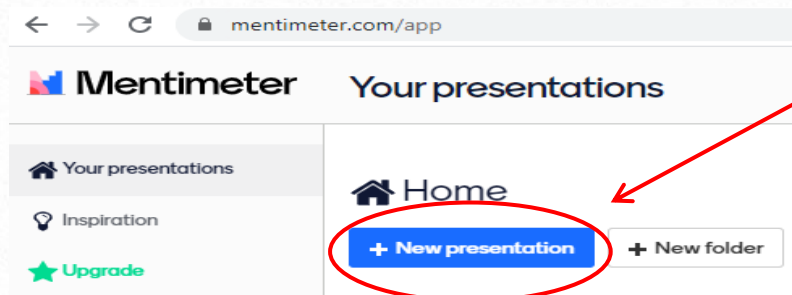 mentimeter.com/app
Mentimeter
Your presentations
Your presentations
Home
Inspiration
+ New presentation
+ New folder
Upgrade